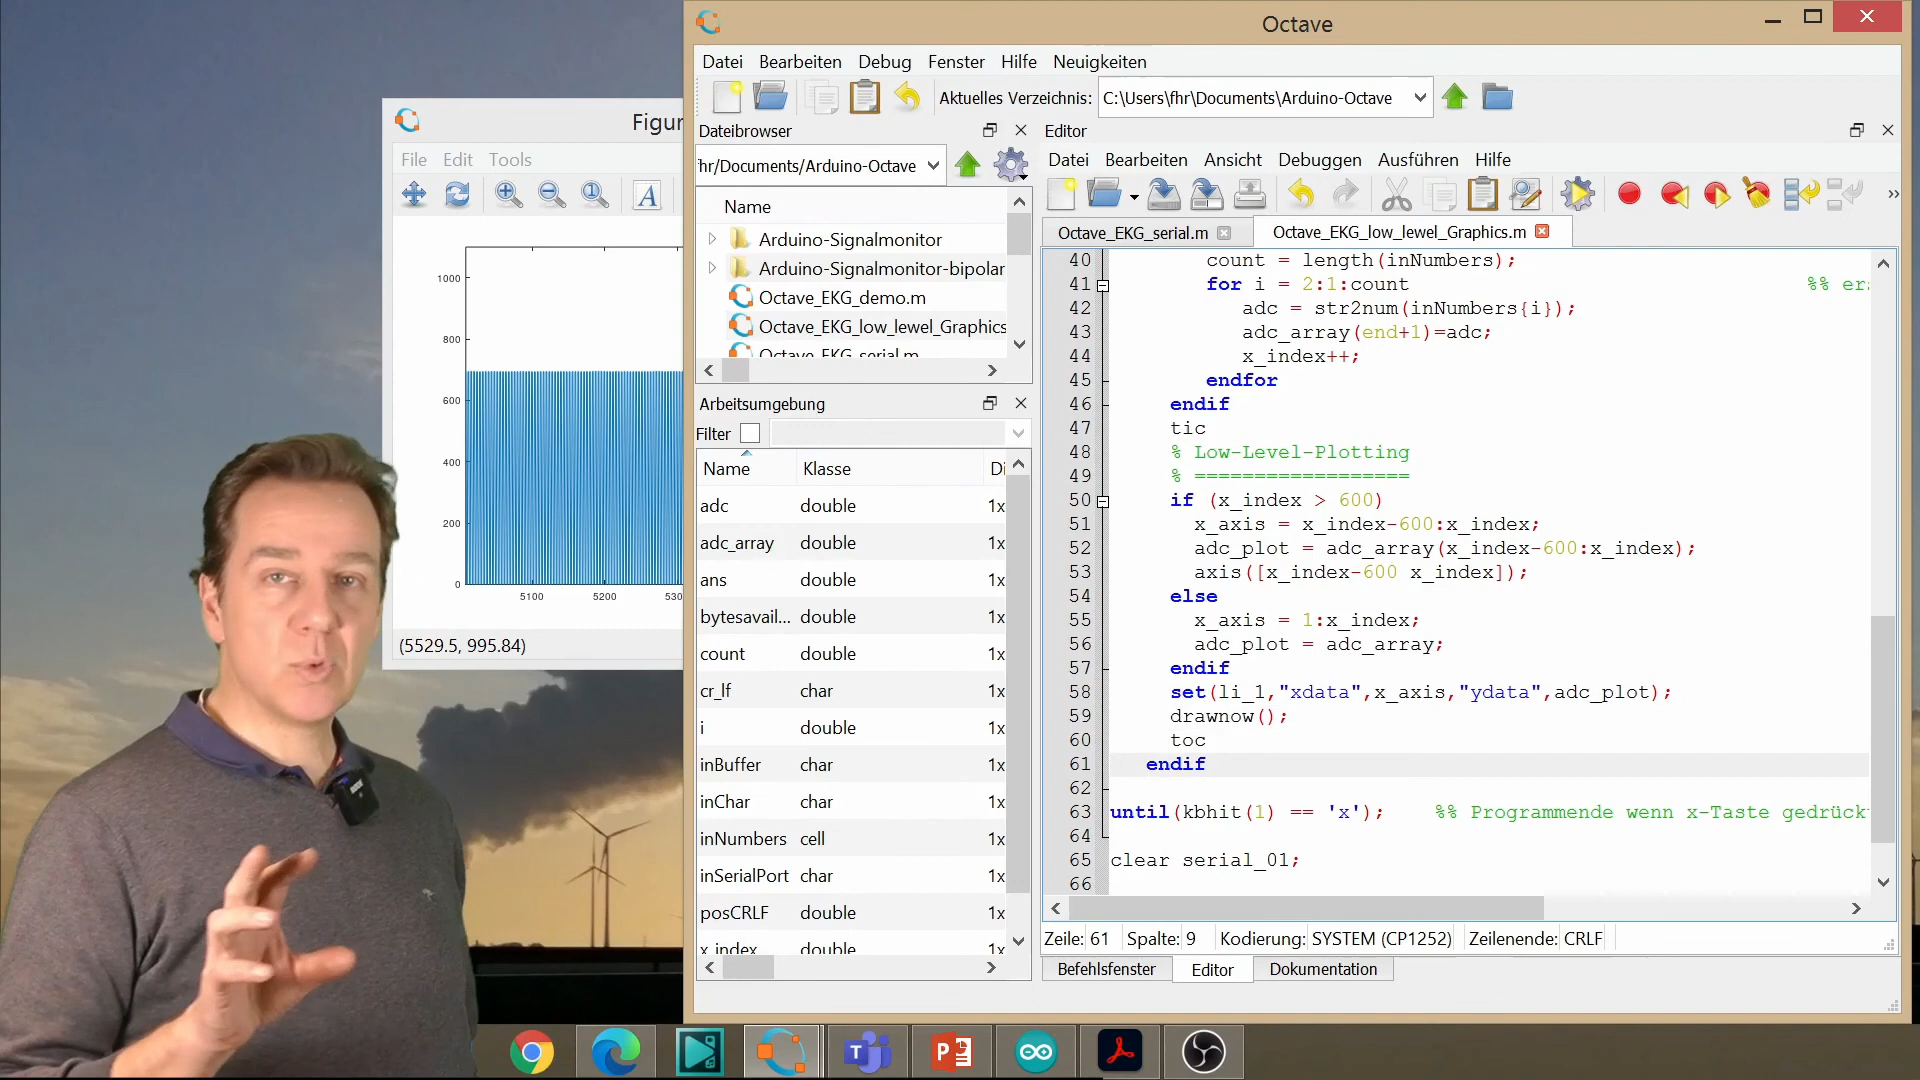 Octave
Datei Bearbeiten Debug Fenster Hilfe Neuigkeiten
Aktuelles Verzeichnis: C:\Users\fhr\Documents\Arduino-Octave
Figur
File Edit Tools
1000
800
600
400
200
0
5100 5200 530
(5529.5, 995.84)
Dateibrowser
hr/Documents/Arduino-Octave
Name
Arduino-Signalmonitor
Arduino-Signalmonitor-bipolar
Octave_EKG_demo.m
Octave_EKG_low_lewel_Graphics
Octave_EKG_serial.m
Arbeitsumgebung
Filter
Name Klasse Di
adc double 1x
adc_array double 1x
ans double 1x
bytesavail... double 1x
count double 1x
cr_lf char 1x
i double 1x
inBuffer char 1x
inChar char 1x
inNumbers cell 1x
inSerialPort char 1x
posCRLF double 1x
x_index double 1x
Editor
Datei Bearbeiten Ansicht Debuggen Ausführen Hilfe
A
»
Octave_EKG_serial.m Octave_EKG_low_lewel_Graphics.m
40 count = length(inNumbers);
41 for i = 2:1:count %% er
42 adc = str2num(inNumbers{i});
43 adc_array(end+1)=adc;
44 x_index++;
45 endfor
46 endif
47 tic
48 % Low-Level-Plotting
49 % ==================
50 if (x_index > 600)
51 x_axis = x_index-600:x_index;
52 adc_plot = adc_array(x_index-600:x_index);
53 axis([x_index-600 x_index]);
54 else
55 x_axis = 1:x_index;
56 adc_plot = adc_array;
57 endif
58 set(li_1,"xdata",x_axis,"ydata",adc_plot);
59 drawnow();
60 toc
61 endif
62
63 until(kbhit(1) == 'x'); %% Programmende wenn x-Taste gedrück
64
65 clear serial_01;
66
Zeile: 61 Spalte: 9 Kodierung: SYSTEM (CP1252) Zeilenende: CRLF
Befehlsfenster Editor Dokumentation